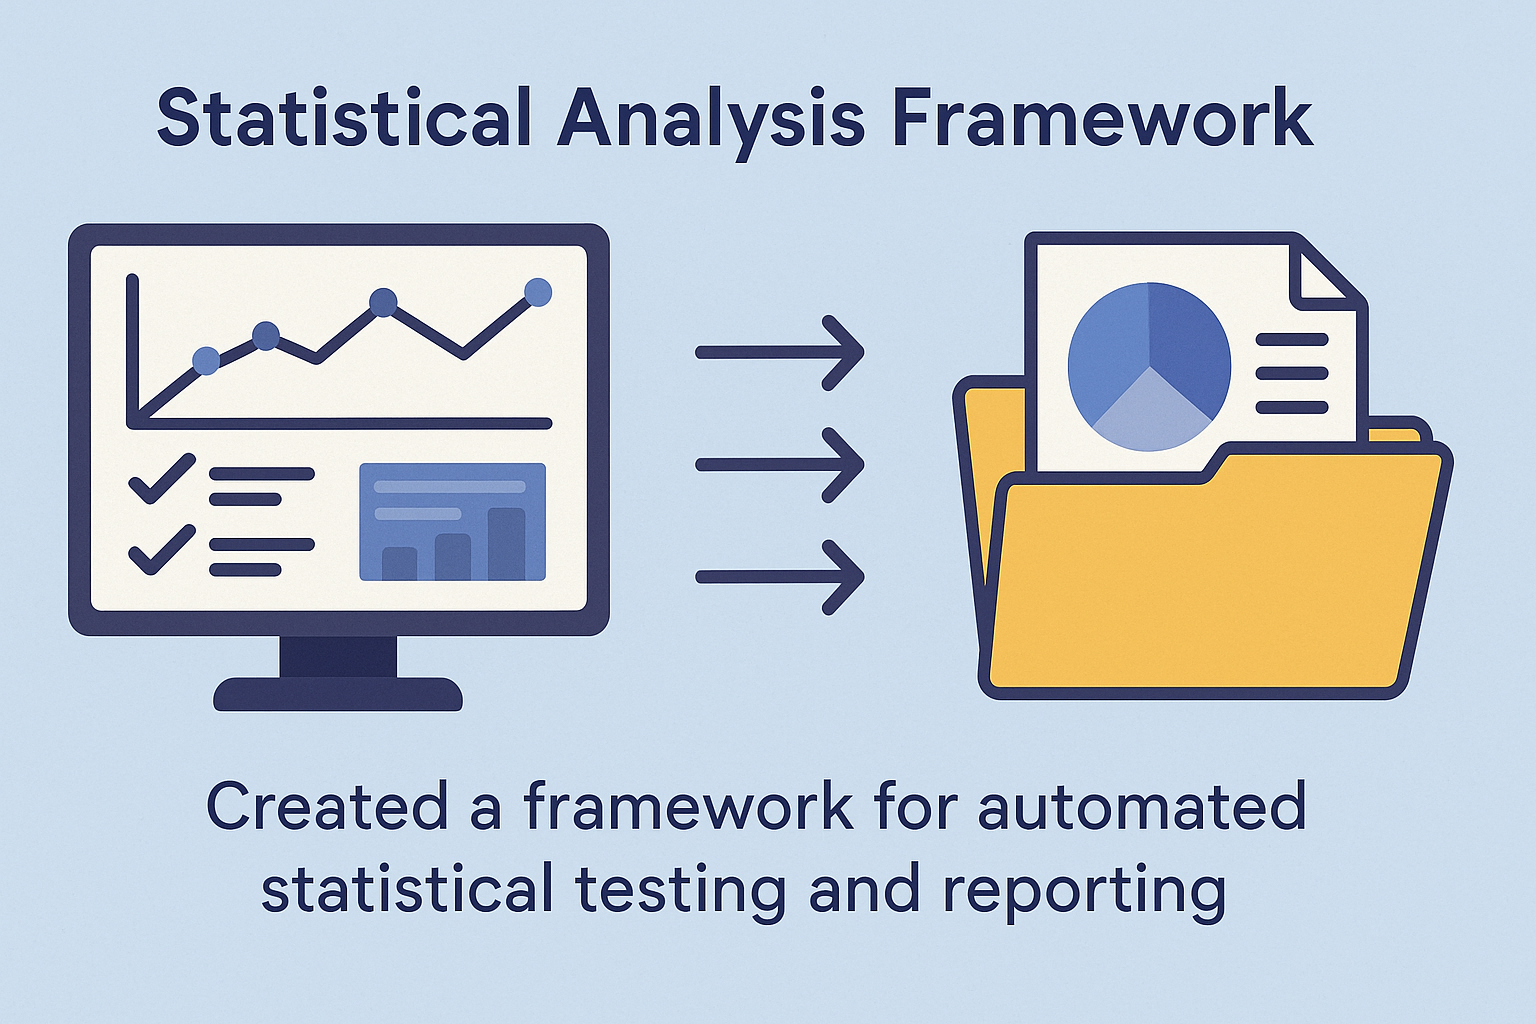 Statistical Analysis Framework
Created a framework for automated
statistical testing and reporting